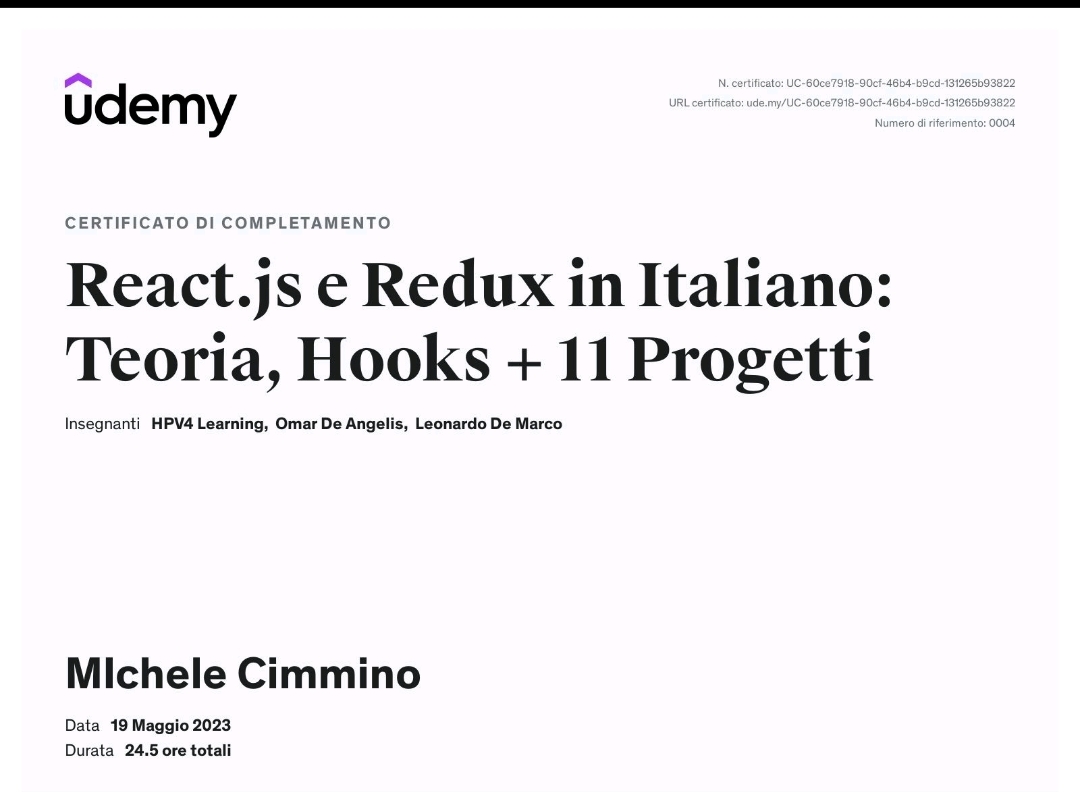 udemy
N. certificato: UC-60ce7918-90cf-46b4-b9cd-131265b93822
URL certificato: ude.my/UC-60ce7918-90cf-46b4-b9cd-131265b93822
Numero di riferimento: 0004
CERTIFICATO DI COMPLETAMENTO
React.js e Redux in Italiano:
Teoria, Hooks + 11 Progetti
Insegnanti HPV4 Learning, Omar De Angelis, Leonardo De Marco
MIchele Cimmino
Data 19 Maggio 2023
Durata 24.5 ore totali